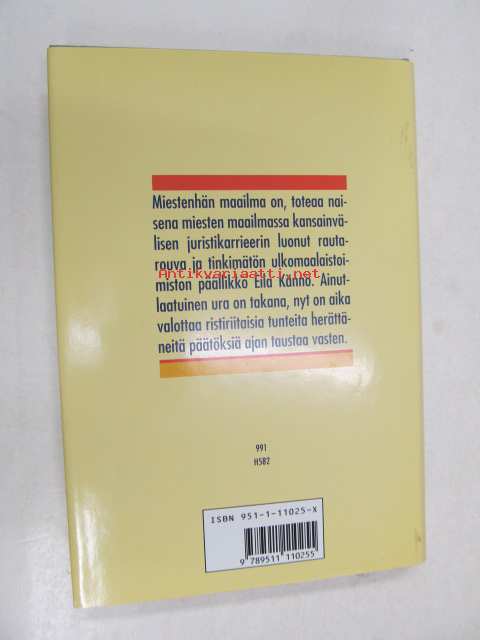 Miestenhän maailma on, toteaa nai-
sena miesten maailmassa kansainvä-
lisen juristikarrieerin luonut rauta-
rouva ja tinkimätön ulkomaalaistoi-
miston päällikkö Eila Kännö. Ainut-
laatuinen ura on takana, nyt on aika
valottaa ristiriitaisia tunteita herättä-
neitä päätöksiä ajan taustaa vasten.
Antikvariaatti.net
991
H5B2
ISBN 951-1-11025-X
9 789511 110255